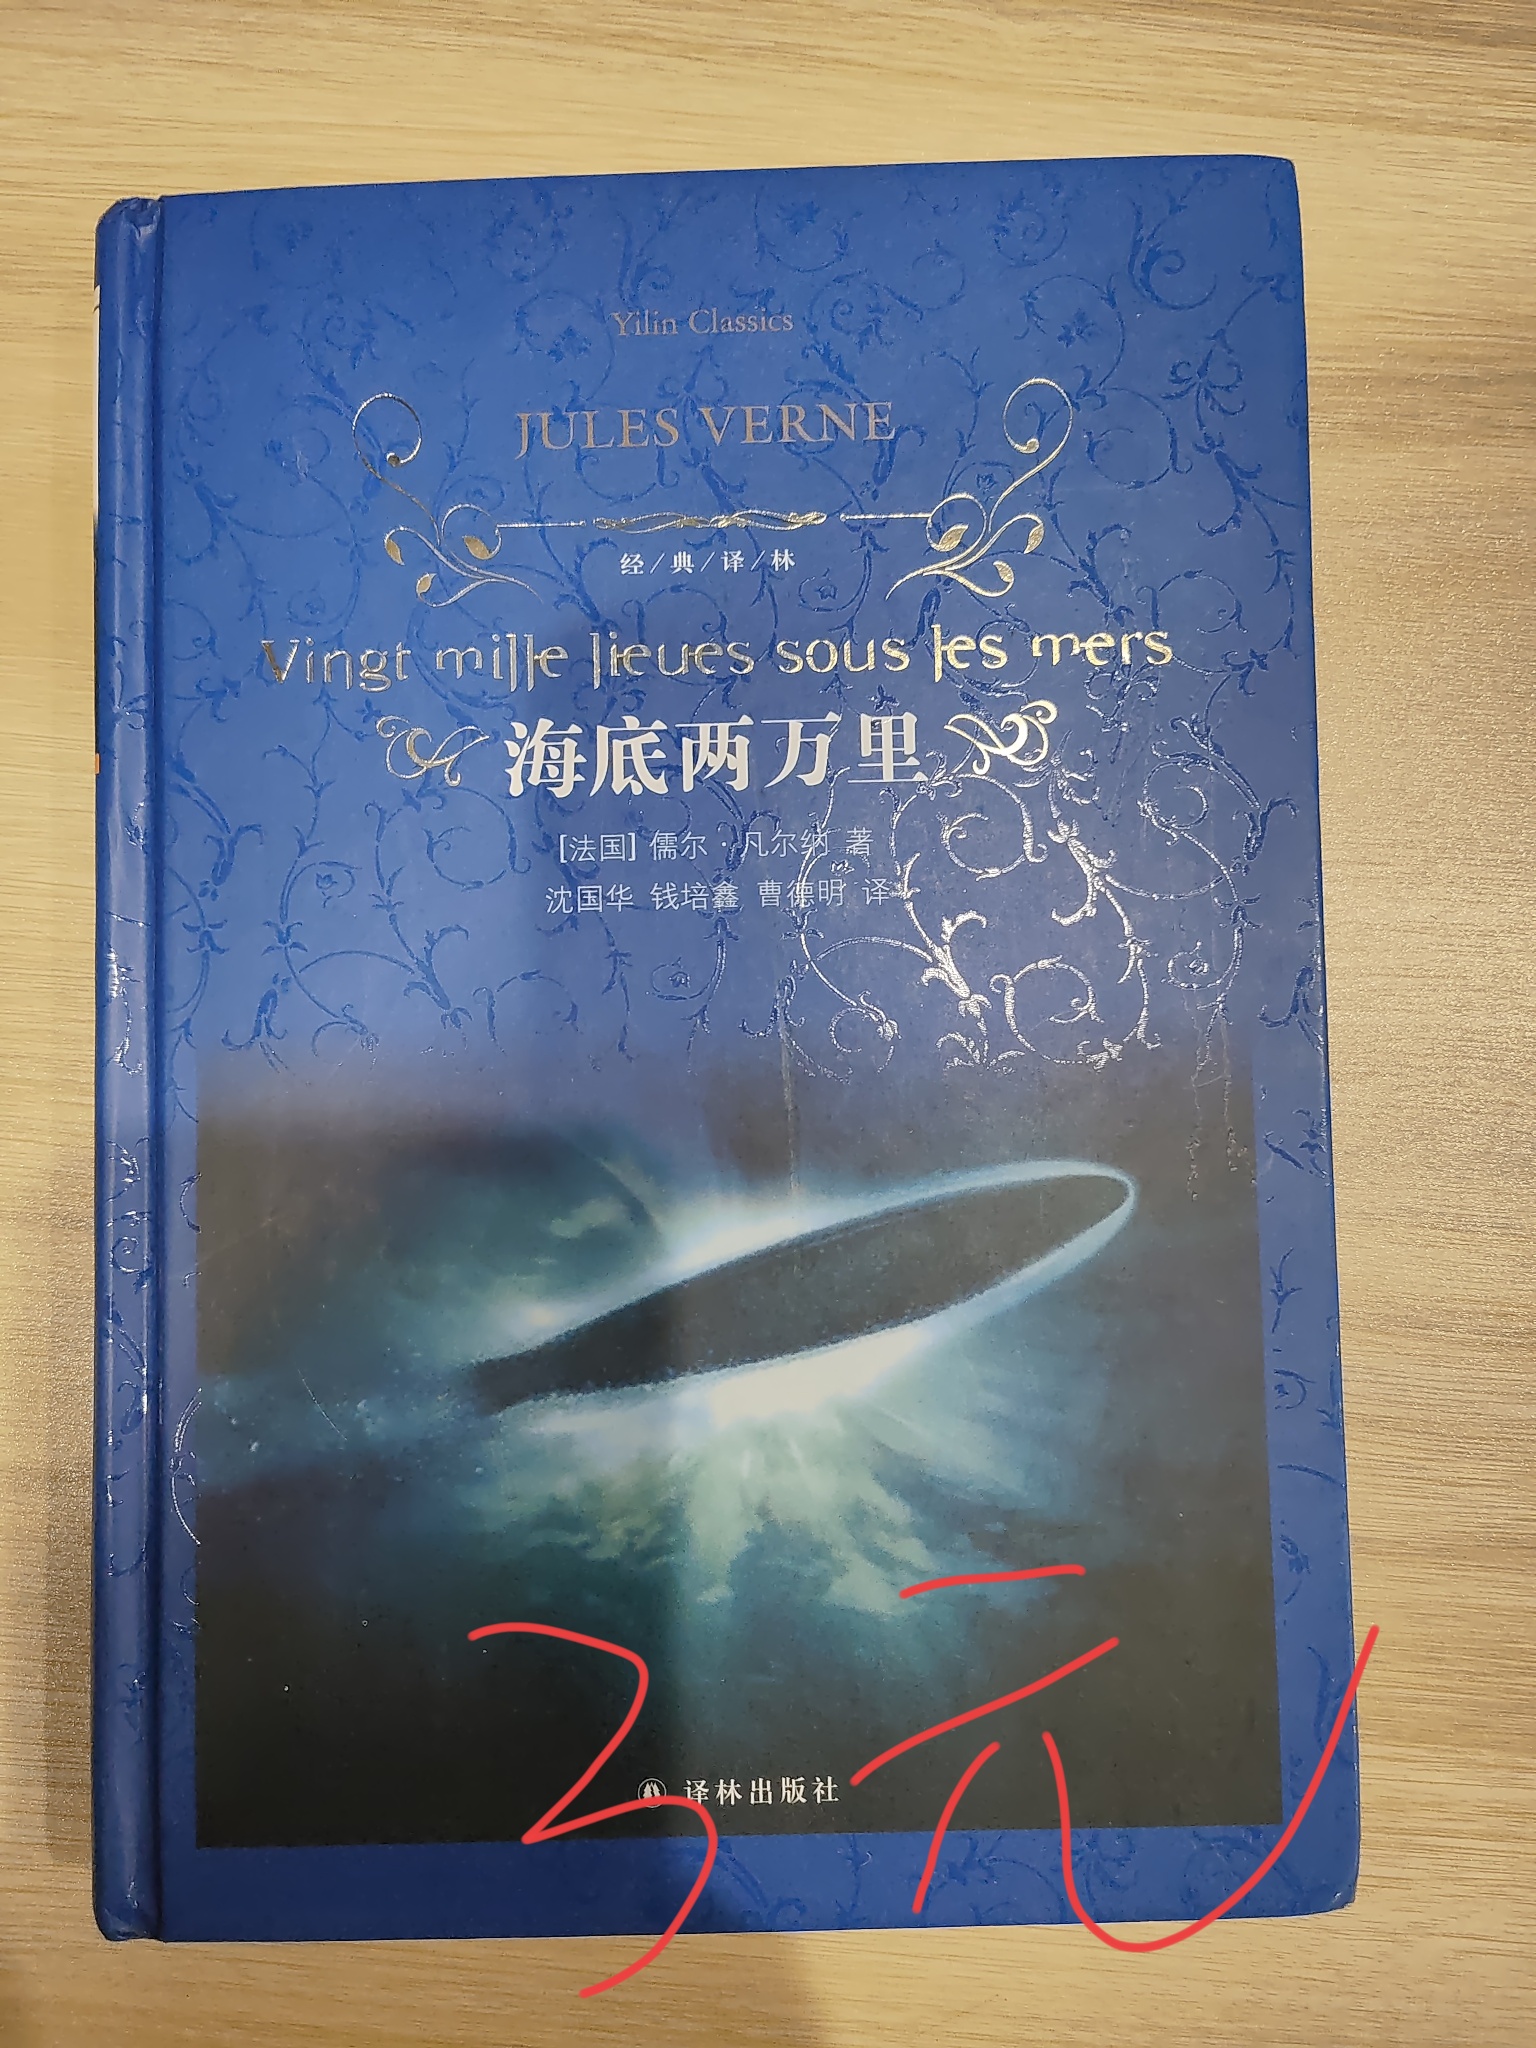 Yilin Classics
JULES VERNE
经/典/译/林
Vingt mille lieues sous les mers
海底两万里
[法国] 儒尔·凡尔纳 著
沈国华 钱培鑫 曹德明 译
3元
译林出版社